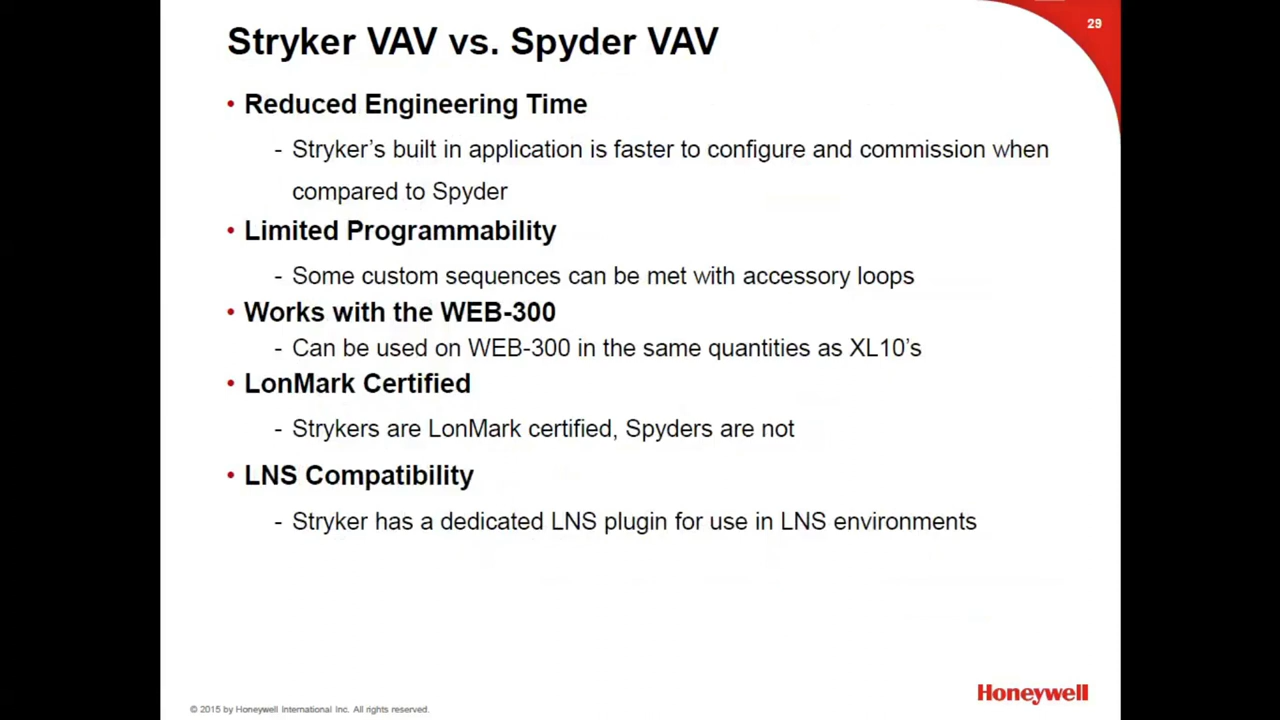 29
Stryker VAV vs. Spyder VAV
• Reduced Engineering Time
- Stryker's built in application is faster to configure and commission when
compared to Spyder
• Limited Programmability
- Some custom sequences can be met with accessory loops
• Works with the WEB-300
- Can be used on WEB-300 in the same quantities as XL10's
• LonMark Certified
- Strykers are LonMark certified, Spyders are not
• LNS Compatibility
- Stryker has a dedicated LNS plugin for use in LNS environments
Honeywell
© 2015 by Honeywell International Inc. All rights reserved.